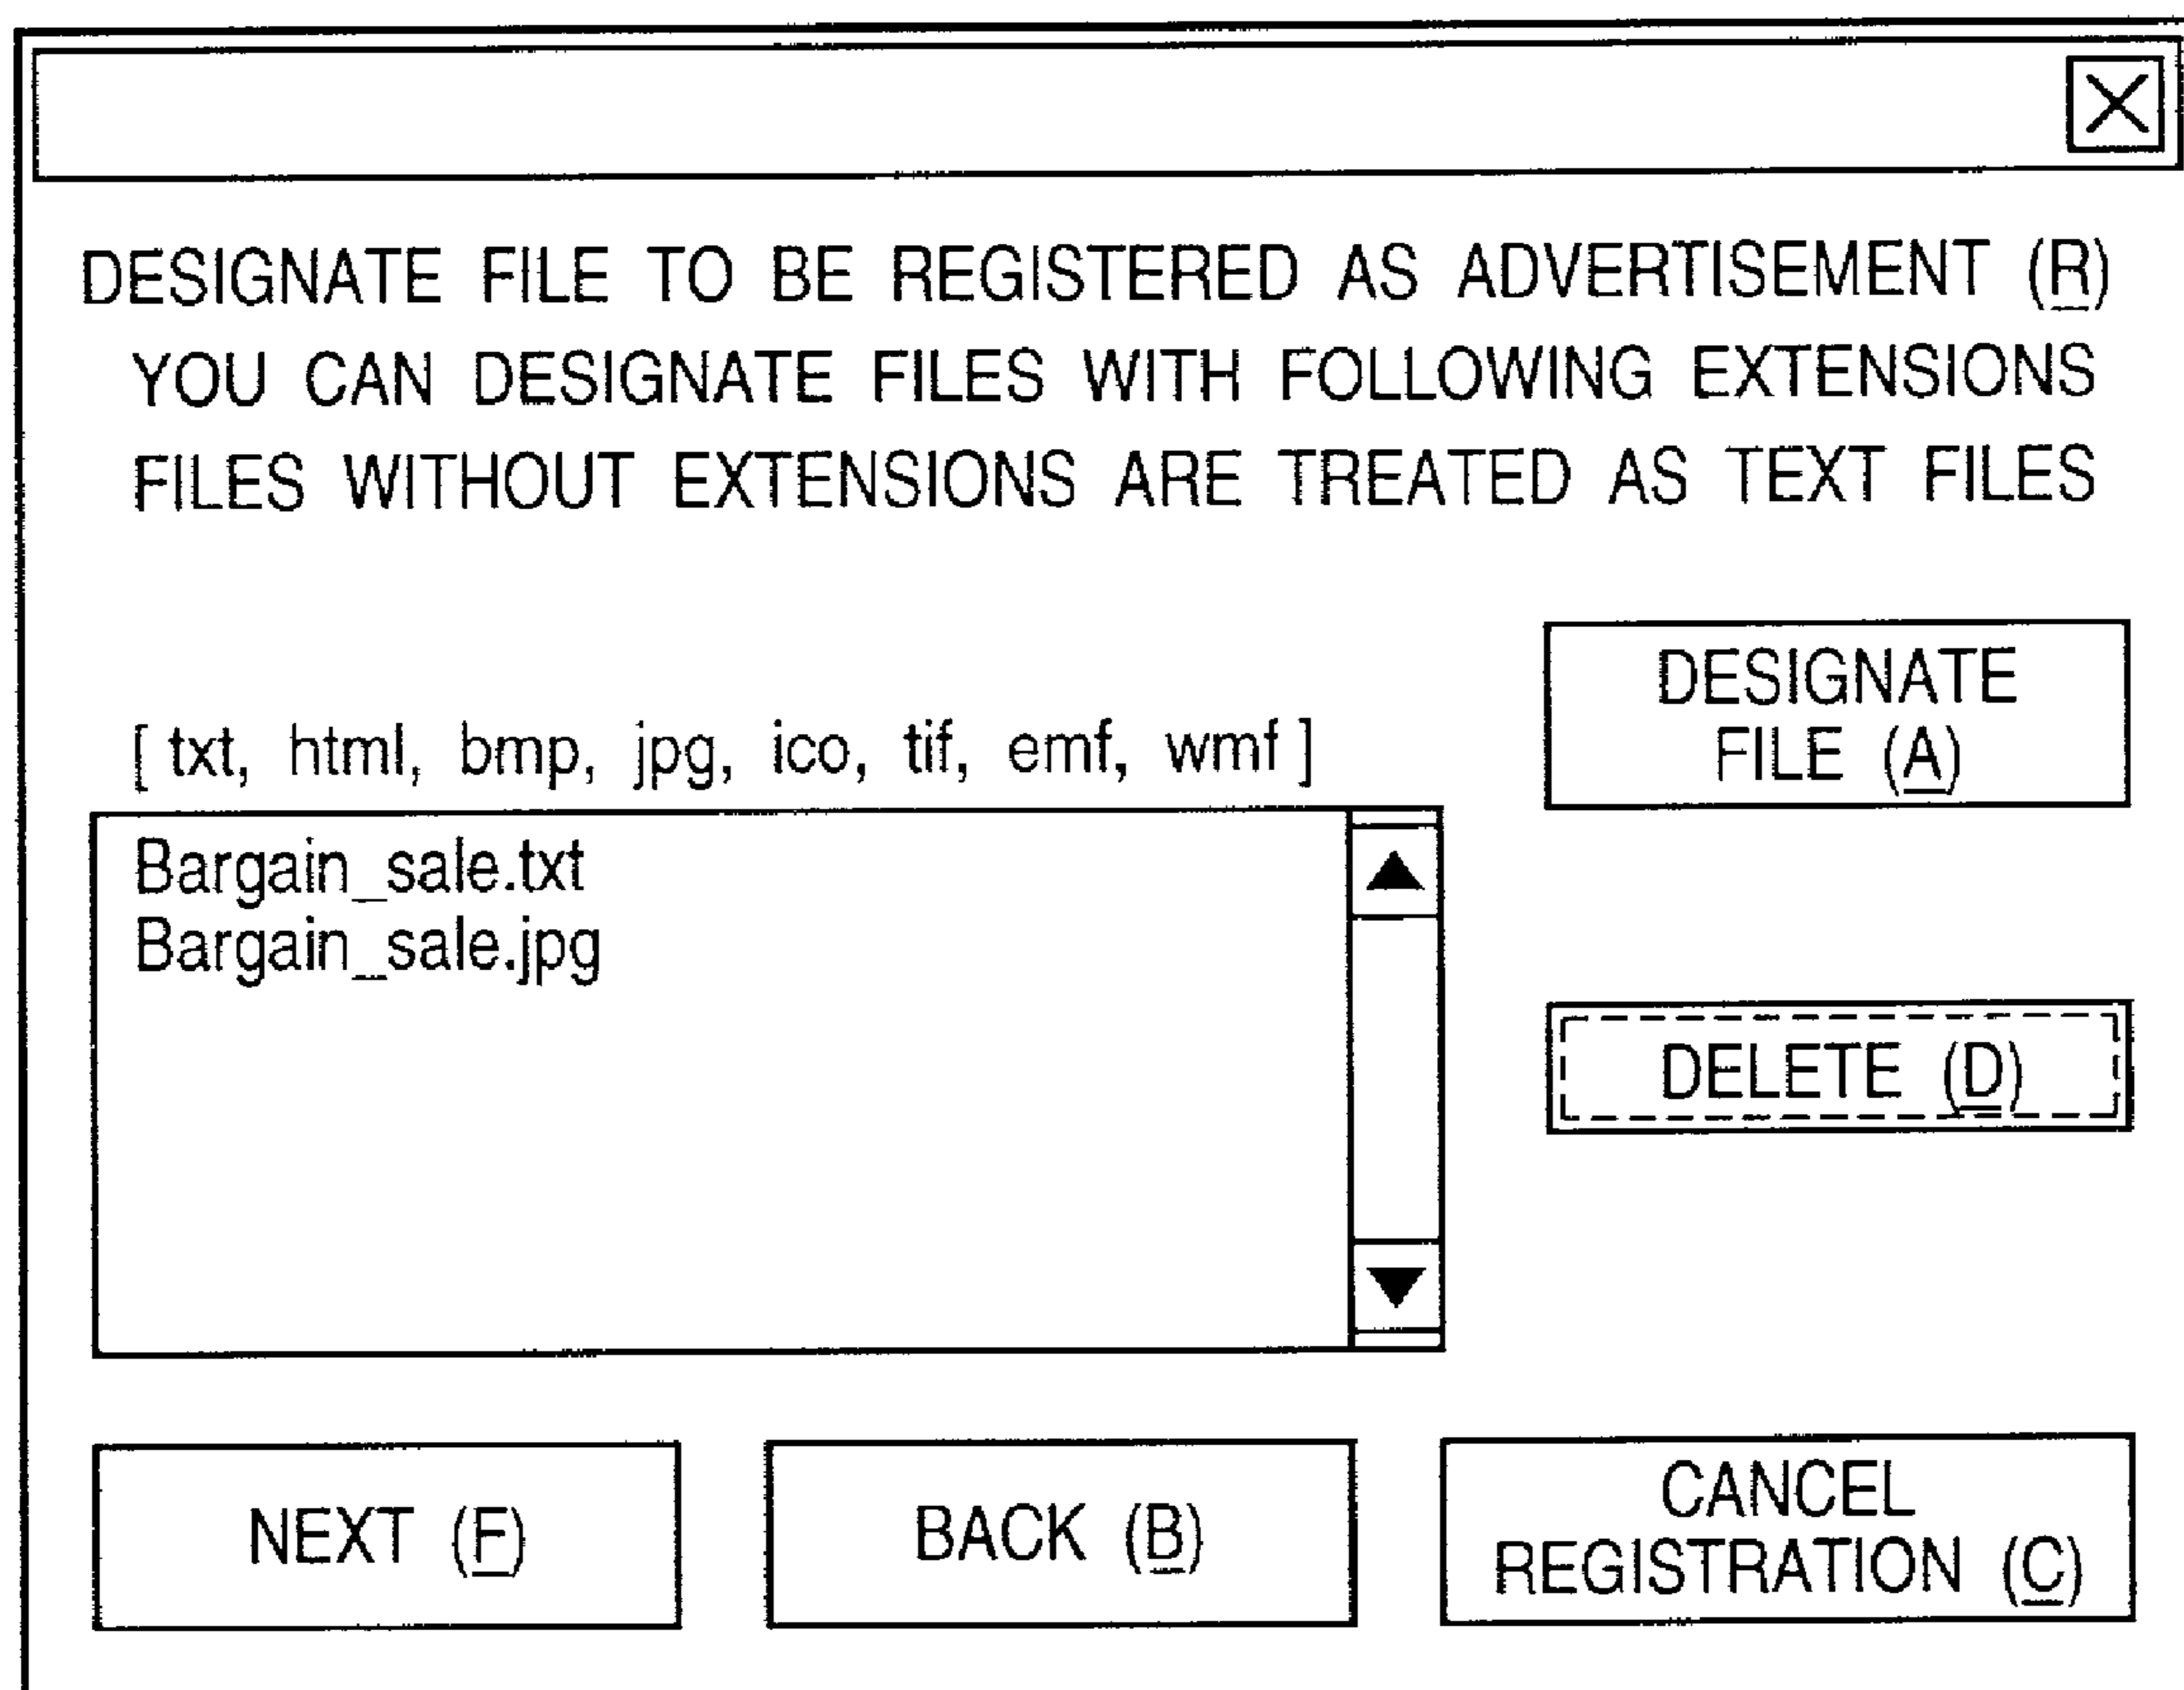 DESIGNATE FILE TO BE REGISTERED AS ADVERTISEMENT (R)
YOU CAN DESIGNATE FILES WITH FOLLOWING EXTENSIONS
FILES WITHOUT EXTENSIONS ARE TREATED AS TEXT FILES
DESIGNATE
FILE (A)
[ txt, html, bmp, jpg, ico, tif, emf, wmf ]
Bargain_sale.txt
Bargain_sale.jpg
DELETE (D)
NEXT (F)
BACK (B)
CANCEL
REGISTRATION (C)